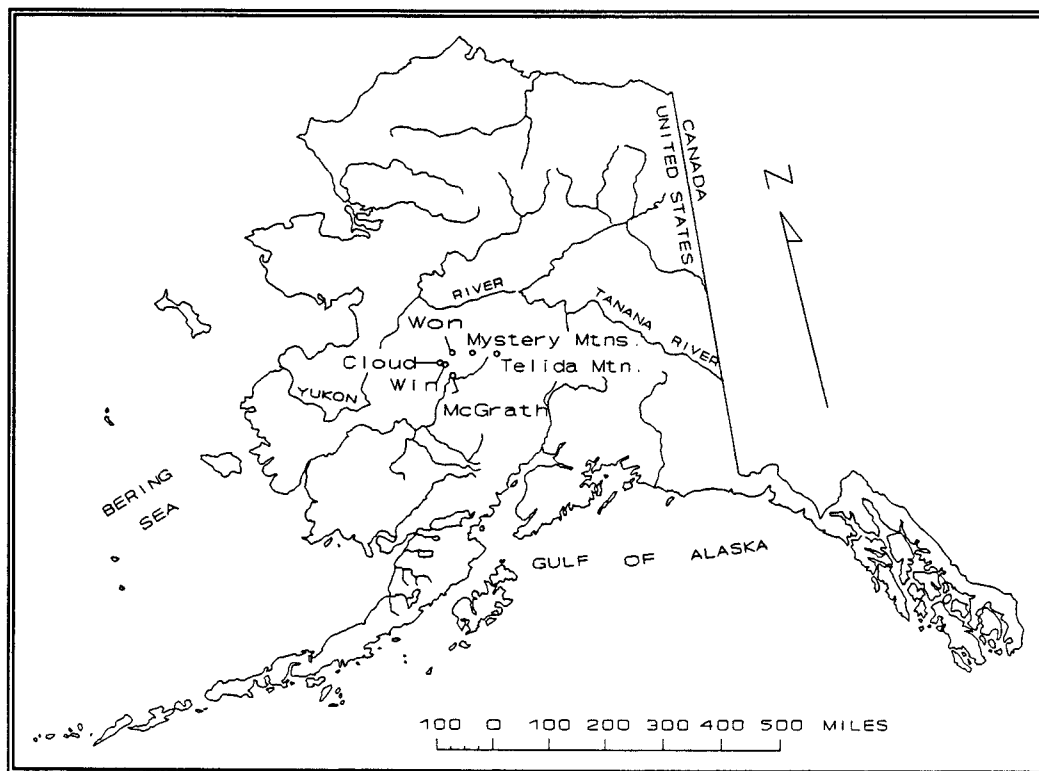 CANADA
UNITED STATES
N
RIVER
TANANA RIVER
Won
Mystery Mtns.
Cloud
Telida Mtn.
Win
YUKON
McGrath
BERING
SEA
GULF OF ALASKA
100 0 100 200 300 400 500 MILES